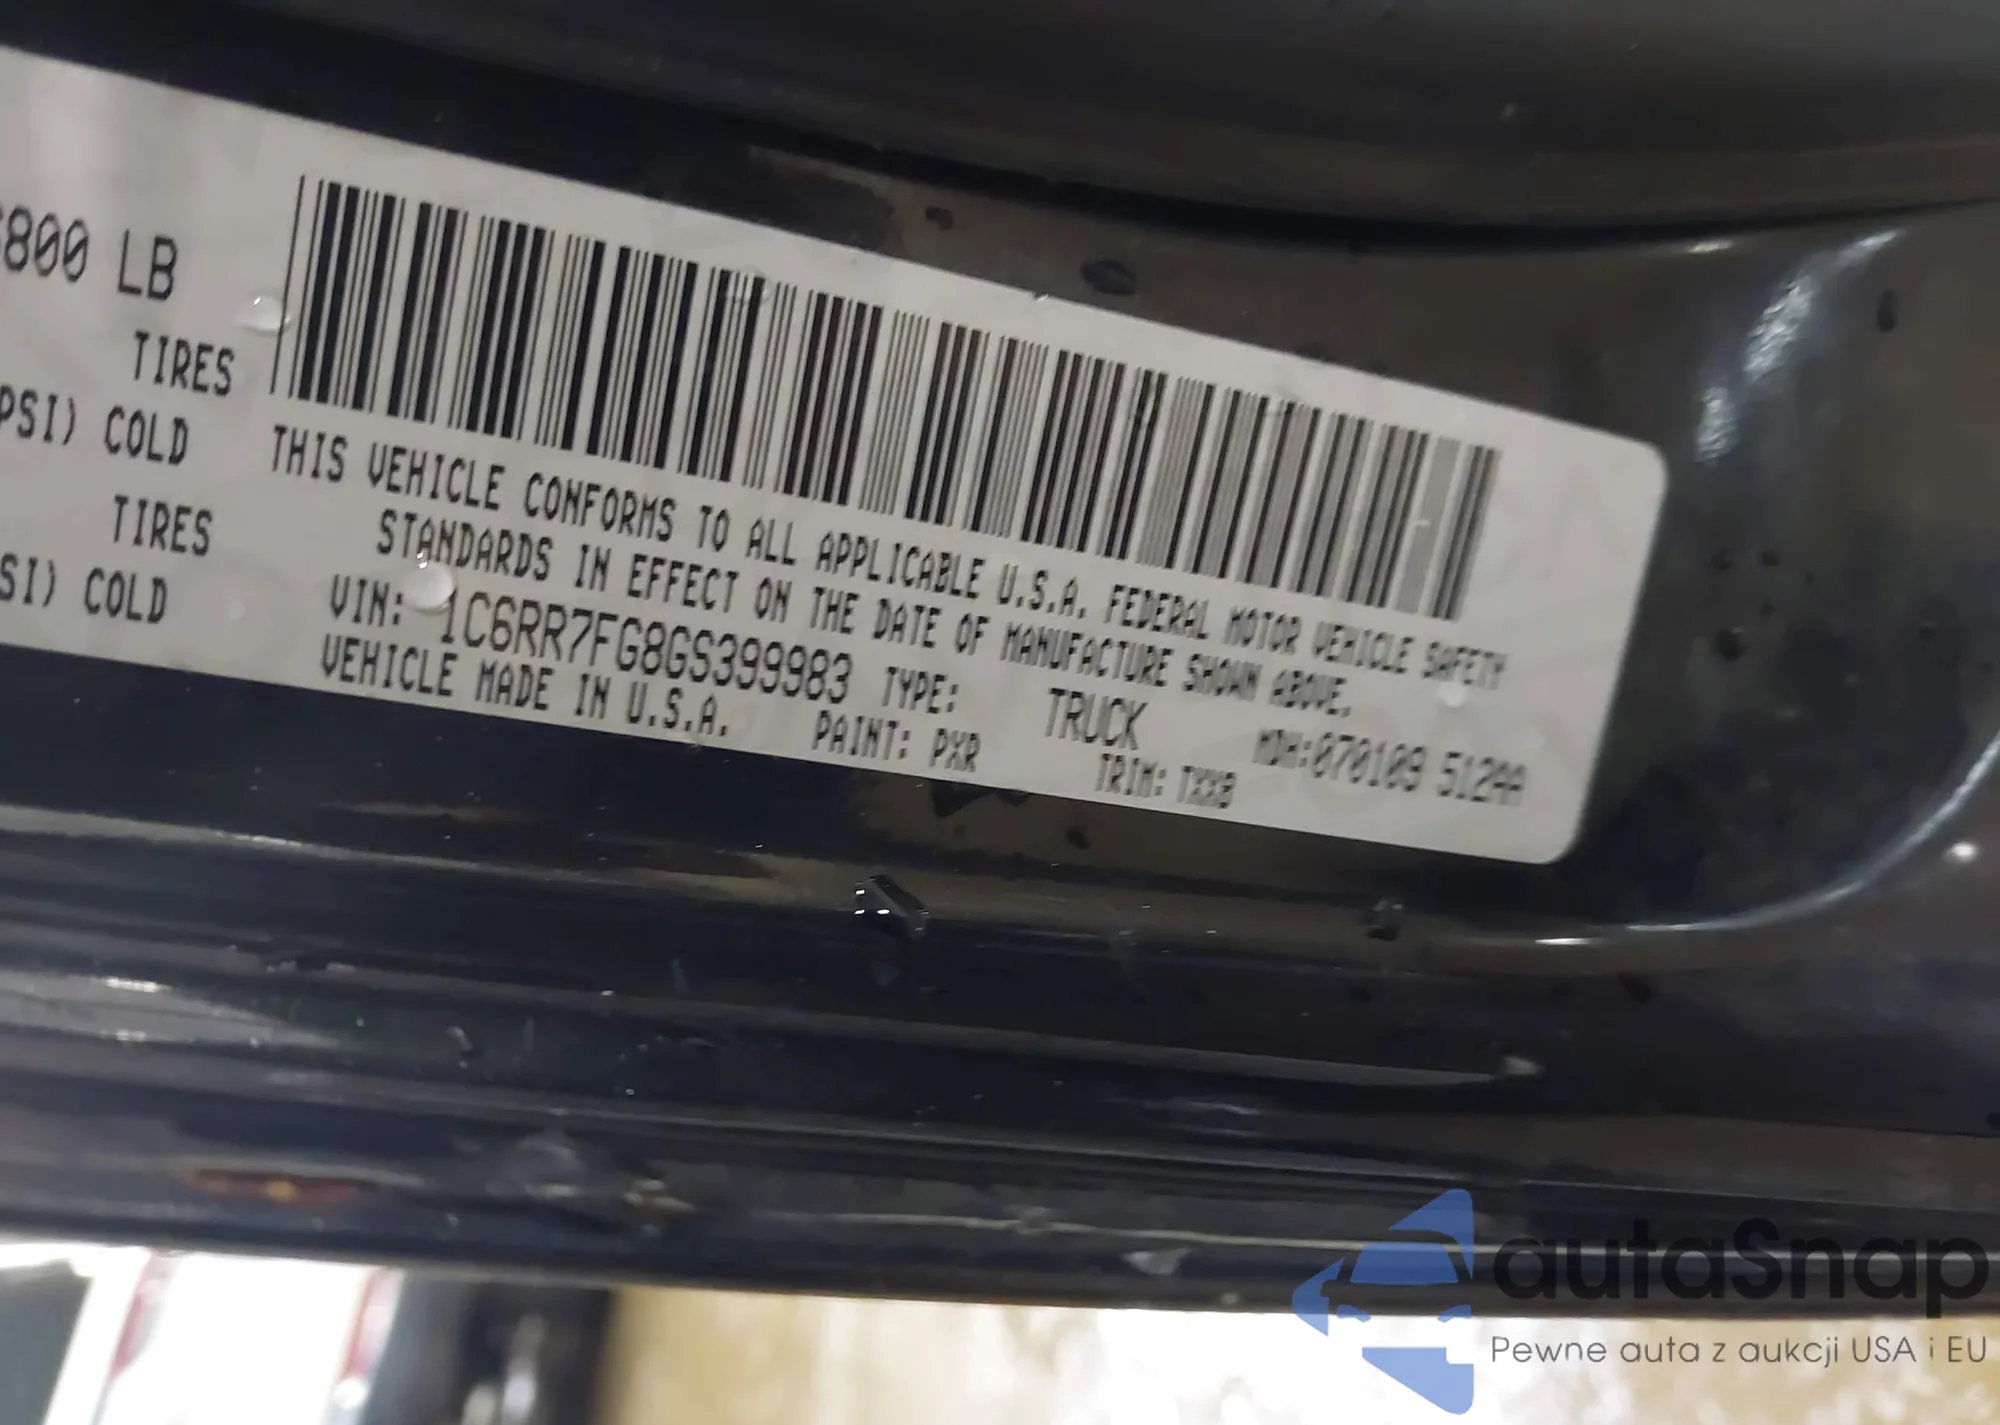 800 LB
TIRES
PSI) COLD
TIRES
SI) COLD
THIS VEHICLE CONFORMS TO ALL APPLICABLE U.S.A. FEDERAL MOTOR VEHICLE SAFETY
STANDARDS IN EFFECT ON THE DATE OF MANUFACTURE SHOWN ABOVE.
VIN: 1C6RR7FG8GS399983 TYPE: TRUCK MDH:070109 512AA
VEHICLE MADE IN U.S.A. PAINT: PXR TRIM: TXX8
autaSnap
Pewne auta z aukcji USA i EU